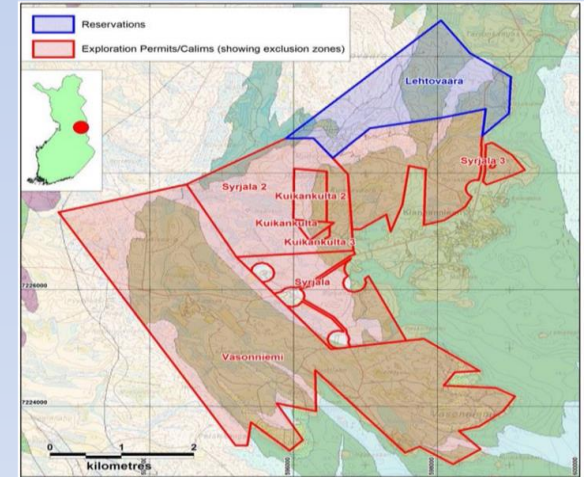 Reservations
Exploration Permits/Calims (showing exclusion zones)
Lehtovaara
Syrjala 3
Syrjala 2
Kuikankulta 2
Kuikankulta
Kuikankulta 3
7226000
Syrjala
Vasonniemi
7224000
0 1 2
kilometres